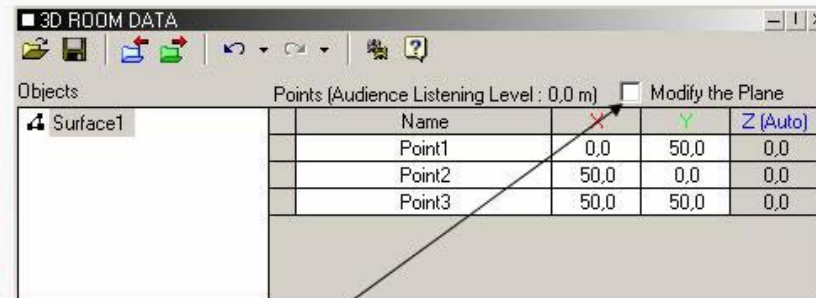 3D ROOM DATA
Objects
Points (Audience Listening Level : 0,0 m) Modify the Plane
Surface1
Name X Y Z (Auto)
Point1 0,0 50,0 0,0
Point2 50,0 0,0 0,0
Point3 50,0 50,0 0,0